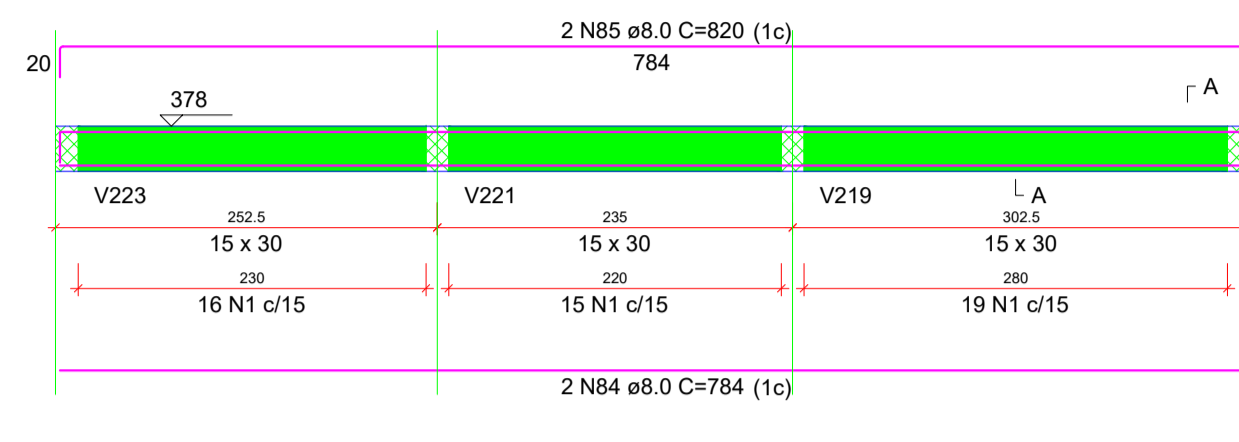 2 N85 ø8.0 C=820 (1c)
20
784
A
378
V223
V221
V219
A
252.5
235
302.5
15 x 30
15 x 30
15 x 30
230
220
280
16 N1 c/15
15 N1 c/15
19 N1 c/15
2 N84 ø8.0 C=784 (1c)